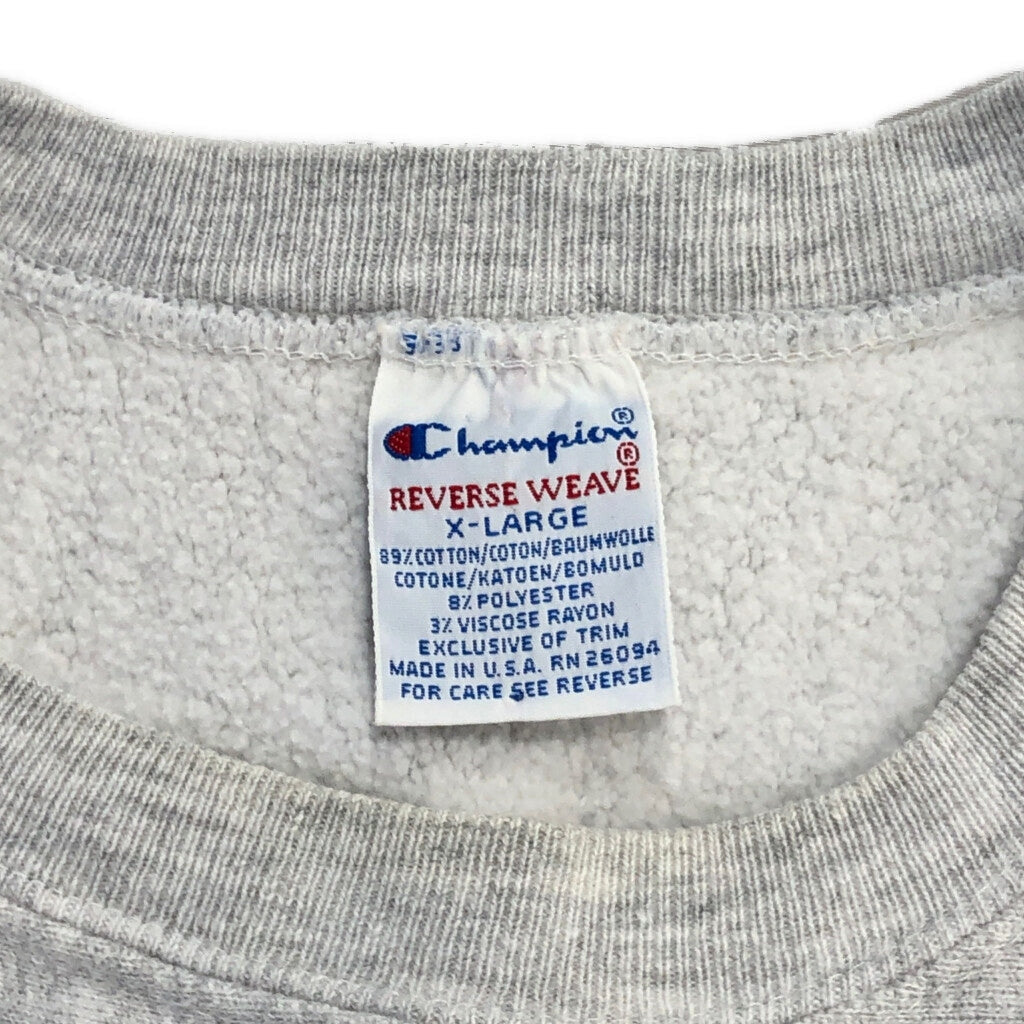 Champion®
REVERSE WEAVE®
X-LARGE
89% COTTON/COTON/BAUMWOLLE
COTONE/KATOEN/BOMULD
8% POLYESTER
3% VISCOSE RAYON
EXCLUSIVE OF TRIM
MADE IN U.S.A. RN 26094
FOR CARE SEE REVERSE